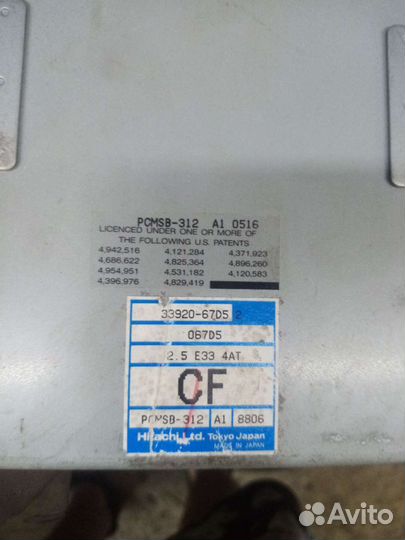 PCMSB-312 A1 0516
LICENCED UNDER ONE OR MORE OF
THE FOLLOWING U.S. PATENTS
4,942,516 4,121,284 4,371,923
4,686,622 4,825,364 4,896,260
4,954,951 4,531,182 4,120,583
4,396,976 4,829,419
33920-67D5 2
067D5
2.5 E33 4AT
CF
PCMSB-312 A1 8806
Hitachi, Ltd. Tokyo Japan
MADE IN JAPAN
Avito